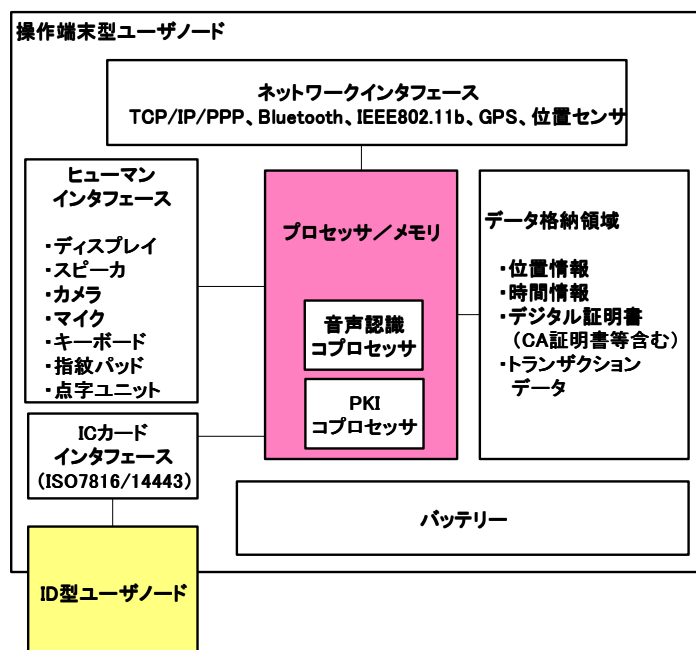 操作端末型ユーザノード
ネットワークインタフェース
TCP/IP/PPP、Bluetooth、IEEE802.11b、GPS、位置センサ
ヒューマン
インタフェース
・ディスプレイ
・スピーカ
・カメラ
・マイク
・キーボード
・指紋パッド
・点字ユニット
プロセッサ／メモリ
音声認識
コプロセッサ
PKI
コプロセッサ
データ格納領域
・位置情報
・時間情報
・デジタル証明書
（CA証明書等含む）
・トランザクション
データ
ICカード
インタフェース
（ISO7816/14443）
バッテリー
ID型ユーザノード